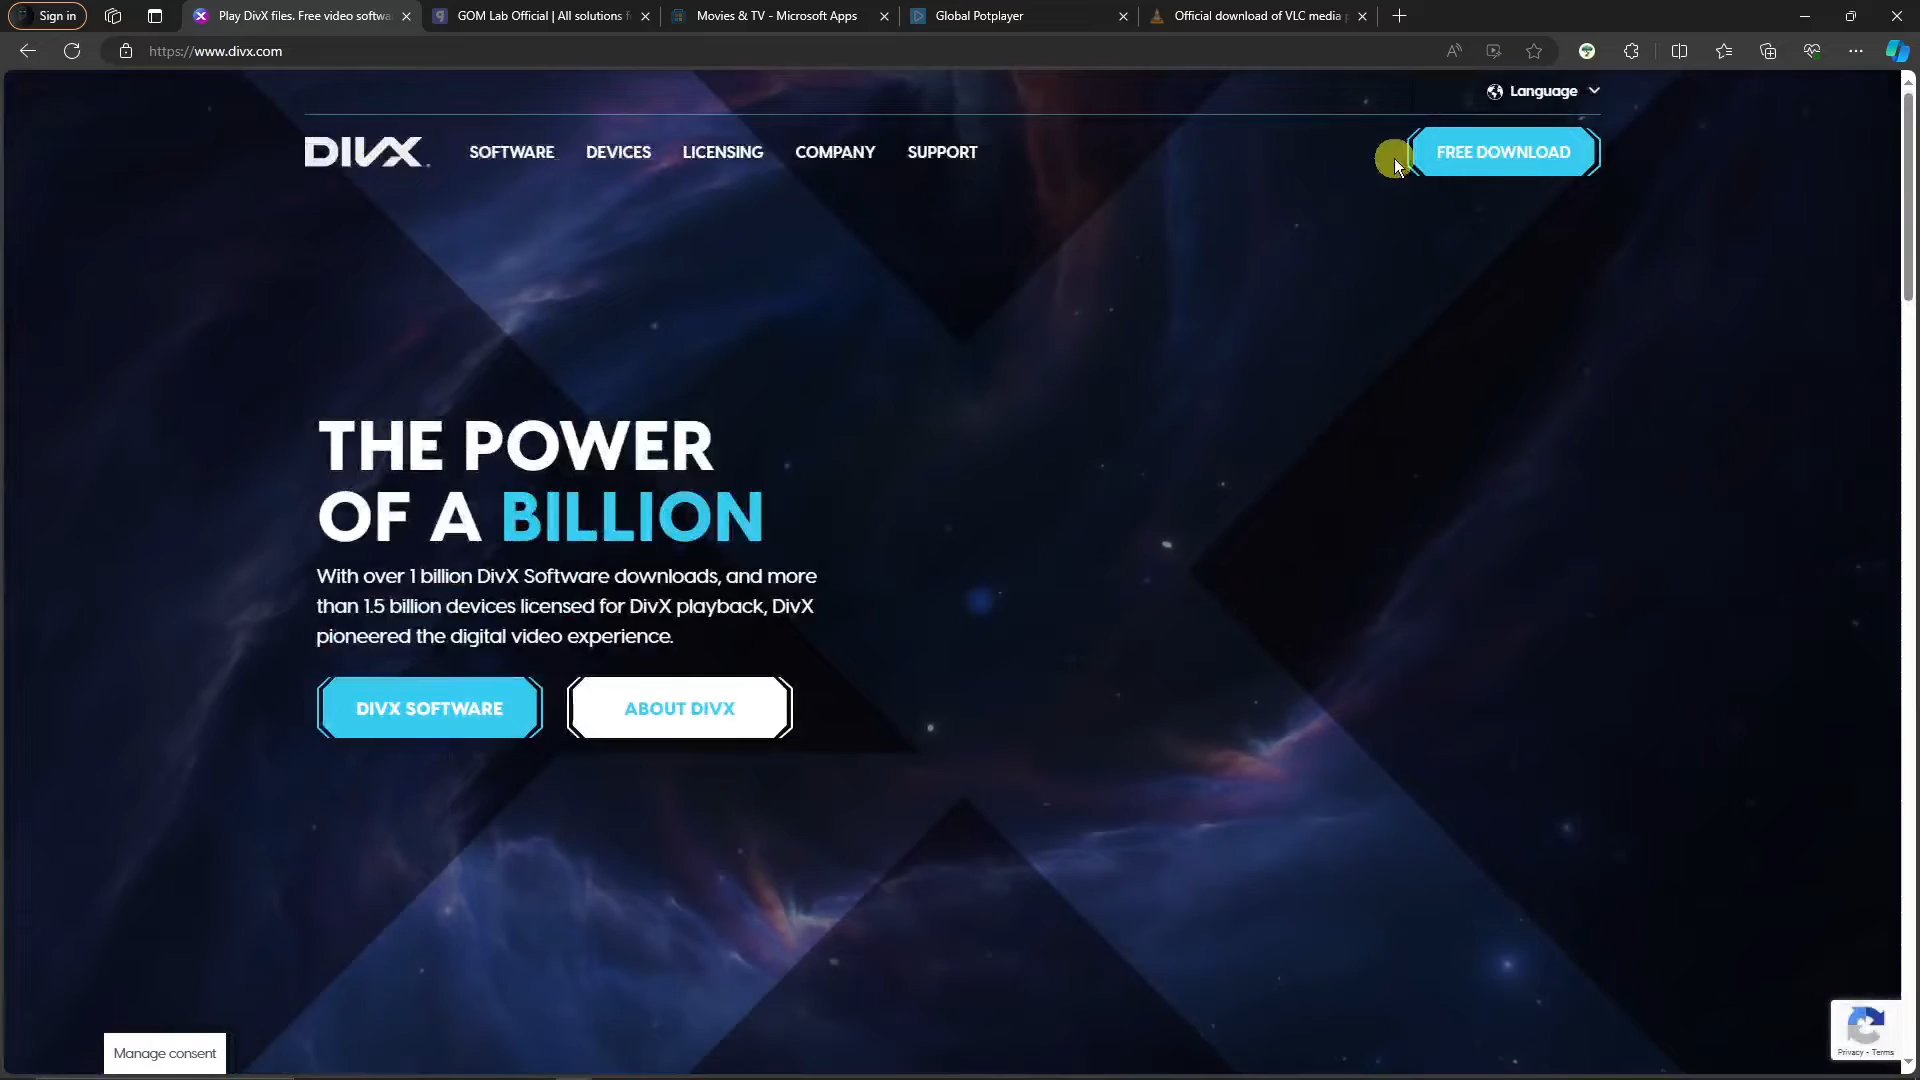 Sign in
Play DivX files. Free video softwa
GOM Lab Official | All solutions f
Movies & TV - Microsoft Apps
Global Potplayer
Official download of VLC media p
https://www.divx.com
Language
DIVX
SOFTWARE
DEVICES
LICENSING
COMPANY
SUPPORT
FREE DOWNLOAD
THE POWER
OF A BILLION
With over 1 billion DivX Software downloads, and more
than 1.5 billion devices licensed for DivX playback, DivX
pioneered the digital video experience.
DIVX SOFTWARE
ABOUT DIVX
Manage consent
Privacy - Terms